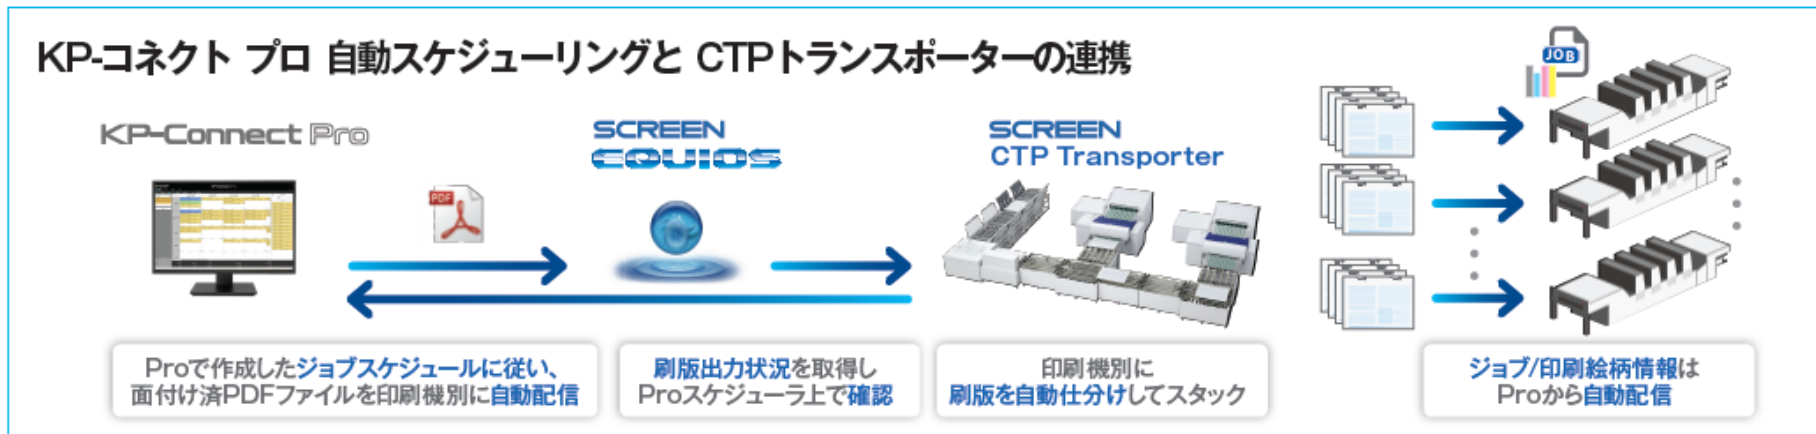 KP-コネクト プロ 自動スケジューリングと CTPトランスポーターの連携
KP-Connect Pro
PDF
SCREEN
EQUIOS
SCREEN
CTP Transporter
JOB
Proで作成したジョブスケジュールに従い、
面付け済PDFファイルを印刷機別に自動配信
刷版出力状況を取得し
Proスケジューラ上で確認
印刷機別に
刷版を自動仕分けしてスタック
ジョブ/印刷絵柄情報は
Proから自動配信